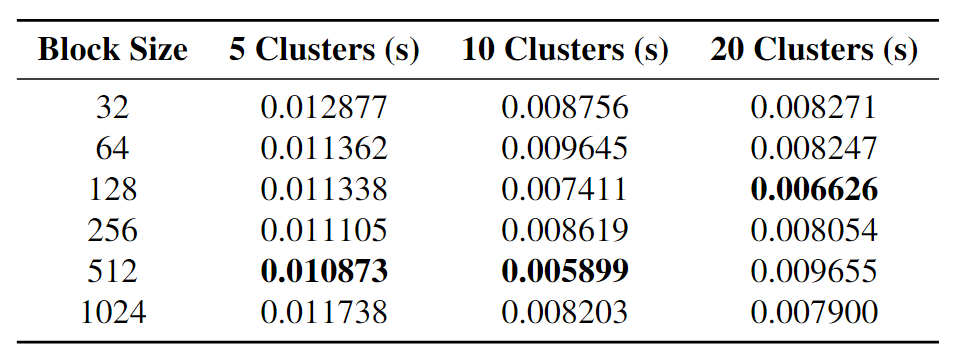 Block Size 5 Clusters (s) 10 Clusters (s) 20 Clusters (s)
32 0.012877 0.008756 0.008271
64 0.011362 0.009645 0.008247
128 0.011338 0.007411 0.006626
256 0.011105 0.008619 0.008054
512 0.010873 0.005899 0.009655
1024 0.011738 0.008203 0.007900